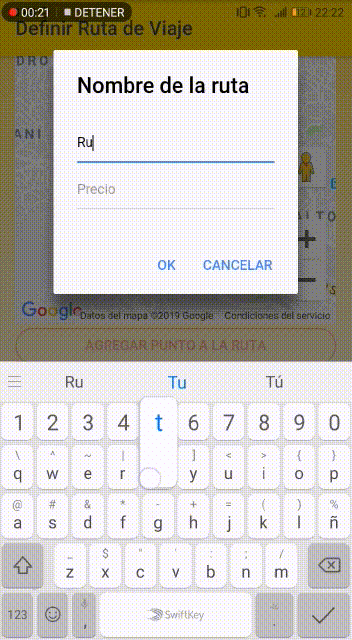 00:21 DETENER 22:22
Definir Ruta de Viaje
DRO
ANI
Nombre de la ruta
Ru
Precio
OK CANCELAR
Google Datos del mapa ©2019 Google Condiciones del servicio
AGREGAR PUNTO A LA RUTA
Ru Tu Tú
1 2 3 4 t 6 7 8 9 0
\ ^ ~ | ] < > { }
q w e r y u i o p
@ # & * - + = ( ) %
a s d f g h j k l ñ
_ $ " ' : ; /
z x c v b n m
123 , SwiftKey .